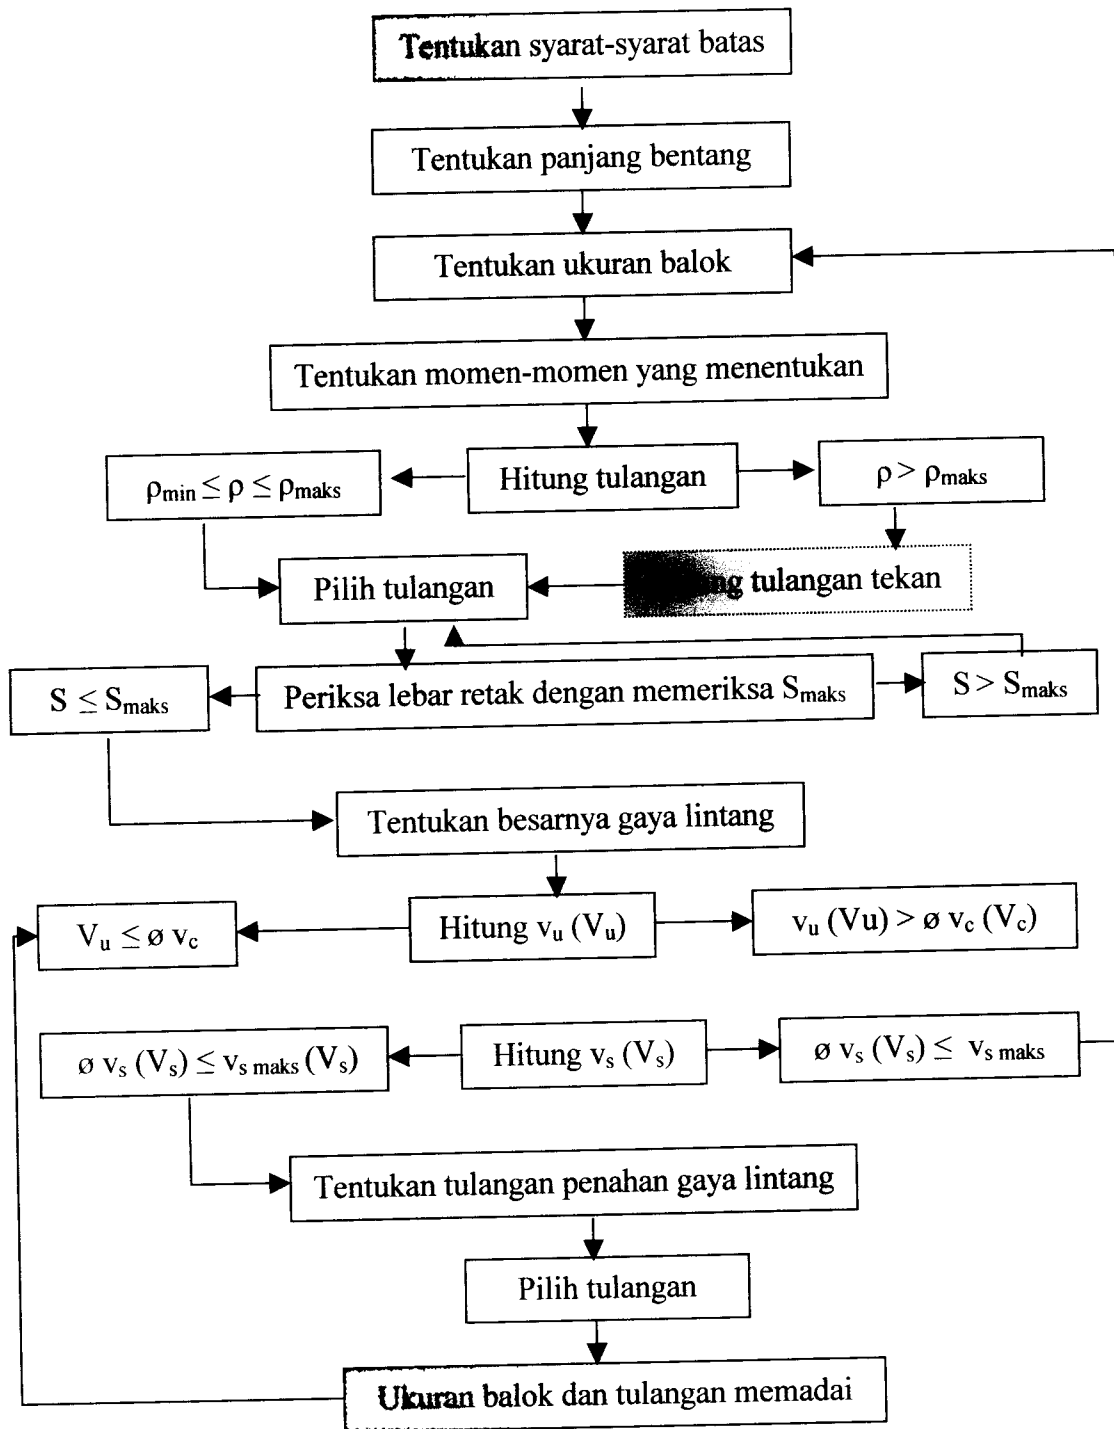 Tentukan syarat-syarat batas
Tentukan panjang bentang
Tentukan ukuran balok
Tentukan momen-momen yang menentukan
ρmin ≤ ρ ≤ ρmaks
Hitung tulangan
ρ > ρmaks
Pilih tulangan
tulangan tekan
S ≤ Smaks
Periksa lebar retak dengan memeriksa Smaks
S > Smaks
Tentukan besarnya gaya lintang
Vu ≤ ø vc
Hitung vu (Vu)
vu (Vu) > ø vc (Vc)
ø vs (Vs) ≤ vs maks (Vs)
Hitung vs (Vs)
ø vs (Vs) ≤ vs maks
Tentukan tulangan penahan gaya lintang
Pilih tulangan
Ukuran balok dan tulangan memadai